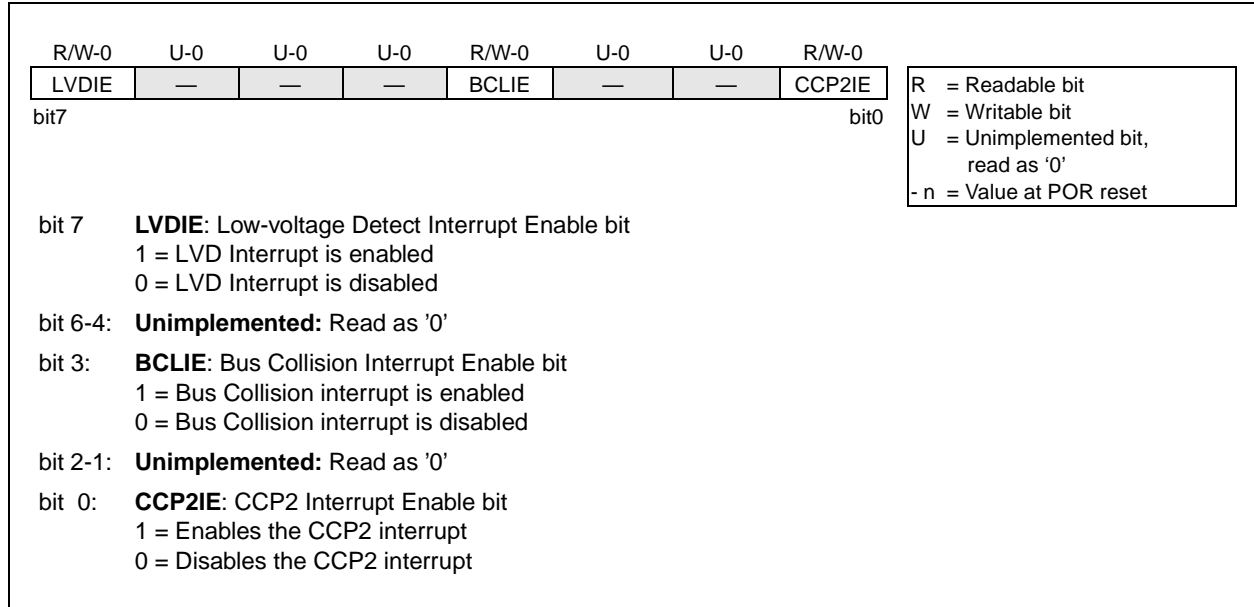 R/W-0 U-0 U-0 U-0 R/W-0 U-0 U-0 R/W-0
LVDIE — — — BCLIE — — CCP2IE
bit7 bit0
R = Readable bit
W = Writable bit
U = Unimplemented bit,
read as ‘0’
- n = Value at POR reset
bit 7 LVDIE: Low-voltage Detect Interrupt Enable bit
1 = LVD Interrupt is enabled
0 = LVD Interrupt is disabled
bit 6-4: Unimplemented: Read as '0'
bit 3: BCLIE: Bus Collision Interrupt Enable bit
1 = Bus Collision interrupt is enabled
0 = Bus Collision interrupt is disabled
bit 2-1: Unimplemented: Read as '0'
bit 0: CCP2IE: CCP2 Interrupt Enable bit
1 = Enables the CCP2 interrupt
0 = Disables the CCP2 interrupt